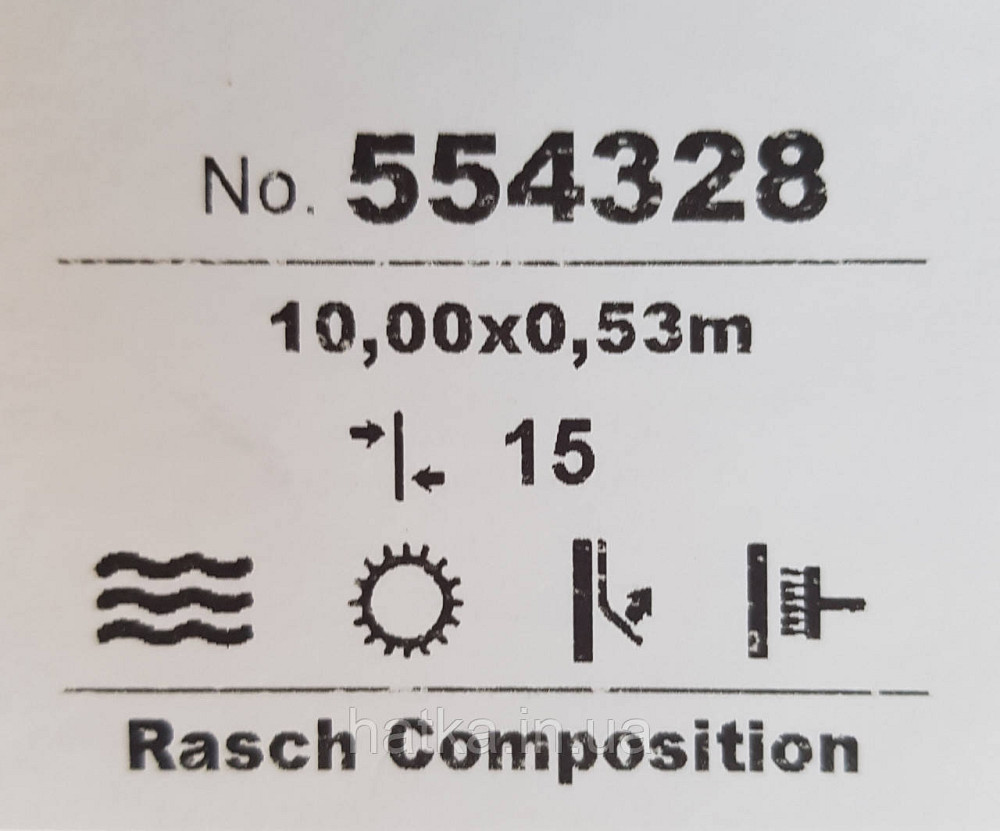 No. 554328
10,00x0,53m
15
hatka.in.ua
Rasch Composition